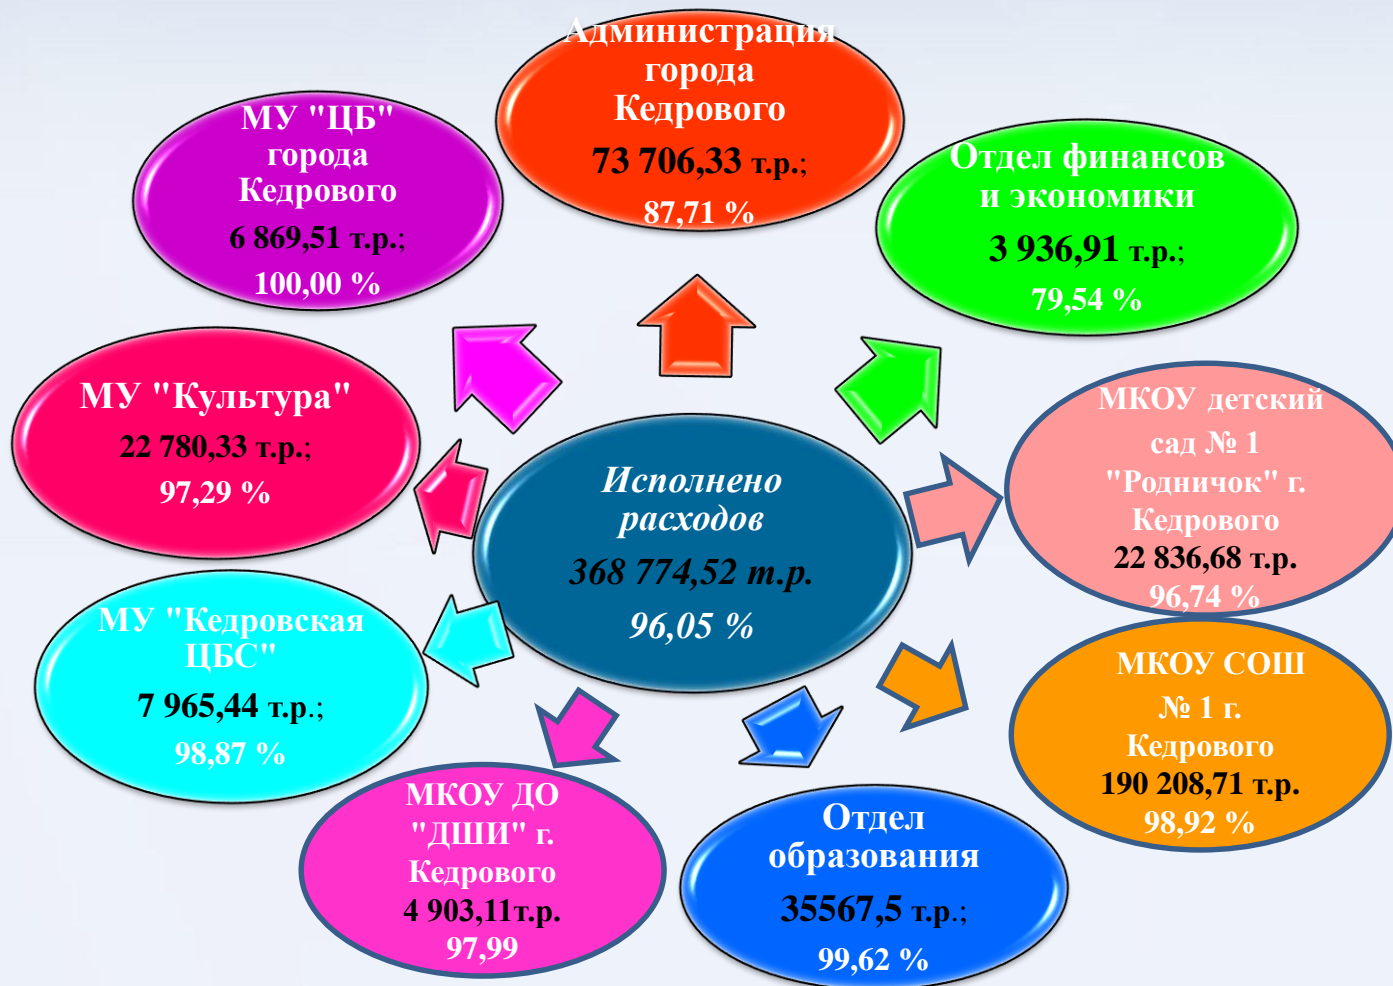 Администрация
города
Кедрового
73 706,33 т.р.;
87,71 %
МУ "ЦБ"
города
Кедрового
6 869,51 т.р.;
100,00 %
Отдел финансов
и экономики
3 936,91 т.р.;
79,54 %
МУ "Культура"
22 780,33 т.р.;
97,29 %
Исполнено
расходов
368 774,52 т.р.
96,05 %
МКОУ детский
сад № 1
"Родничок" г.
Кедрового
22 836,68 т.р.
96,74 %
МУ "Кедровская
ЦБС"
7 965,44 т.р.;
98,87 %
МКОУ СОШ
№ 1 г.
Кедрового
190 208,71 т.р.
98,92 %
МКОУ ДО
"ДШИ" г.
Кедрового
4 903,11т.р.
97,99
Отдел
образования
35567,5 т.р.;
99,62 %